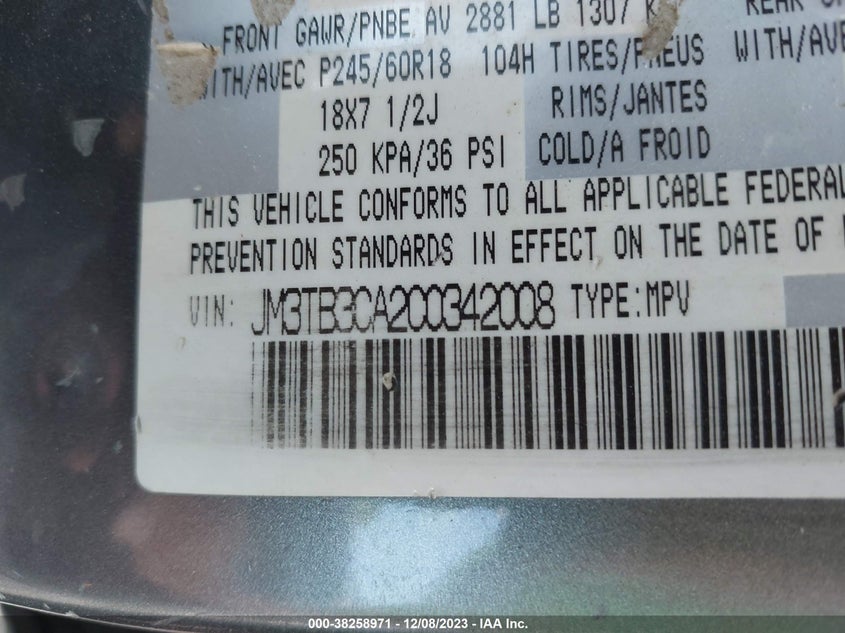 FRONT GAWR/PNBE AV 2881 LB 1307 K REAR
WITH/AVEC P245/60R18 104H TIRES/PNEUS WITH/AVE
18X7 1/2J RIMS/JANTES
250 KPA/36 PSI COLD/A FROID
THIS VEHICLE CONFORMS TO ALL APPLICABLE FEDERAL
PREVENTION STANDARDS IN EFFECT ON THE DATE OF
VIN: JM3TB3CA2C0342008 TYPE:MPV
000-38258971 - 12/08/2023 - IAA Inc.